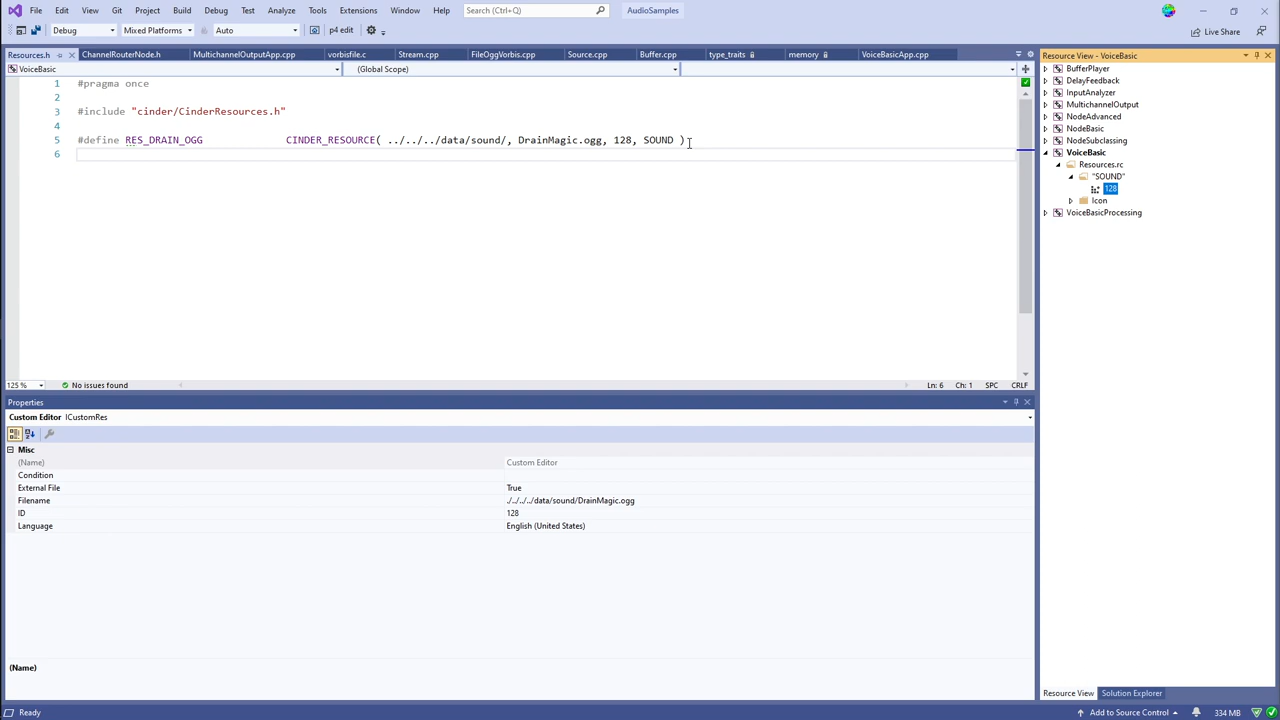 File Edit View Git Project Build Debug Test Analyze Tools Extensions Window Help Search (Ctrl+Q) AudioSamples
Debug Mixed Platforms Auto p4 edit Live Share
Resources.h ChannelRouterNode.h MultichannelOutputApp.cpp vorbisfile.c Stream.cpp FileOggVorbis.cpp Source.cpp Buffer.cpp type_traits memory VoiceBasicApp.cpp
VoiceBasic (Global Scope)
1 #pragma once
2
3 #include "cinder/CinderResources.h"
4
5 #define RES_DRAIN_OGG CINDER_RESOURCE( ../../../data/sound/, DrainMagic.ogg, 128, SOUND )
6
125 % No issues found Ln: 6 Ch: 1 SPC CRLF
Properties
Custom Editor ICustomRes
Misc
(Name) Custom Editor
Condition
External File True
Filename ./../../../data/sound/DrainMagic.ogg
ID 128
Language English (United States)
(Name)
Resource View - VoiceBasic
BufferPlayer
DelayFeedback
InputAnalyzer
MultichannelOutput
NodeAdvanced
NodeBasic
NodeSubclassing
VoiceBasic
Resources.rc
"SOUND"
128
Icon
VoiceBasicProcessing
Resource View Solution Explorer
Ready Add to Source Control 334 MB